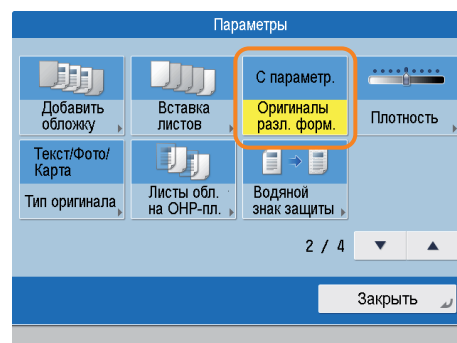 Параметры
Добавить
обложку
Вставка
листов
С параметр.
Оригиналы
разл. форм.
Плотность
Текст/Фото/
Карта
Тип оригинала
Листы обл.
на OHP-пл.
Водяной
знак защиты
2 / 4
Закрыть